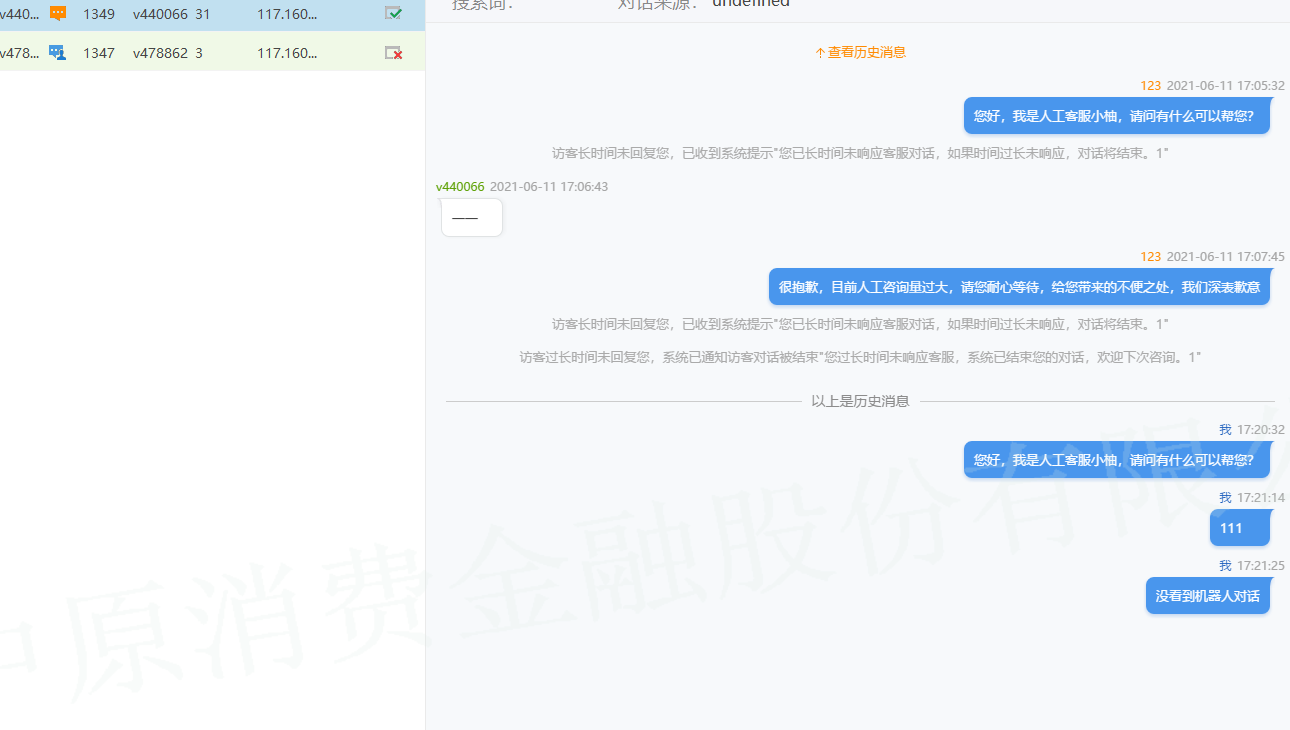 v440... 1349 v440066 31 117.160...
v478... 1347 v478862 3 117.160...
搜索词： 对话来源： undefined
查看历史消息
123 2021-06-11 17:05:32
您好，我是人工客服小柚，请问有什么可以帮您？
访客长时间未回复您，已收到系统提示"您已长时间未响应客服对话，如果时间过长未响应，对话将结束。1"
v440066 2021-06-11 17:06:43
——
123 2021-06-11 17:07:45
很抱歉，目前人工咨询量过大，请您耐心等待，给您带来的不便之处，我们深表歉意
访客长时间未回复您，已收到系统提示"您已长时间未响应客服对话，如果时间过长未响应，对话将结束。1"
访客过长时间未回复您，系统已通知访客对话被结束"您过长时间未响应客服，系统已结束您的对话，欢迎下次咨询。1"
以上是历史消息
我 17:20:32
您好，我是人工客服小柚，请问有什么可以帮您？
我 17:21:14
111
我 17:21:25
没看到机器人对话
中原消费金融股份有限公